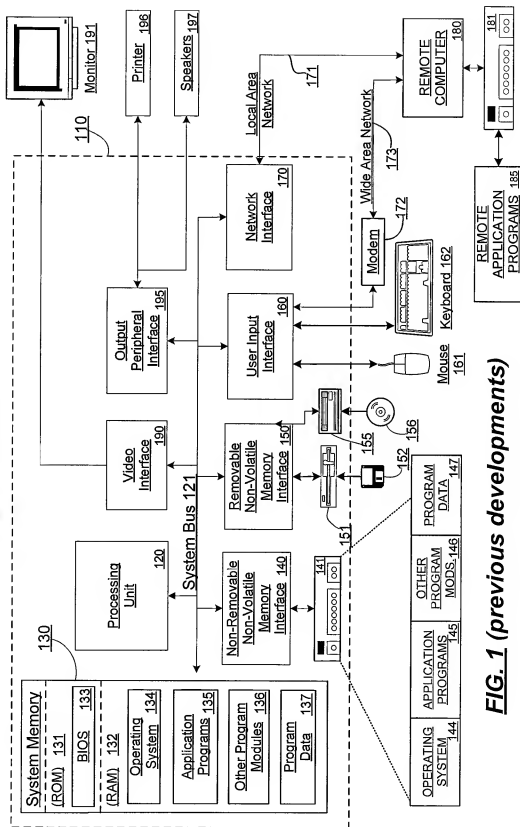 System Memory
(ROM) 131
BIOS 133
(RAM) 132
Operating
System 134
Application
Programs 135
Other Program
Modules 136
Program
Data 137
130
Processing
Unit 120
Video
Interface
190
Output
Peripheral
Interface 195
110
Monitor 191
Printer 196
Speakers 197
System Bus 121
Non-Removable
Non-Volatile
Memory
Interface 140
Removable
Non-Volatile
Memory
Interface 150
User Input
Interface
160
Network
Interface
170
Local Area
Network
171
141
151
152
155
156
Mouse
161
Keyboard 162
Modem
172
Wide Area Network
173
REMOTE
COMPUTER
180
181
REMOTE
APPLICATION
PROGRAMS 185
OPERATING
SYSTEM 144
APPLICATION
PROGRAMS 145
OTHER
PROGRAM
MODS. 146
PROGRAM
DATA 147
FIG. 1 (previous developments)